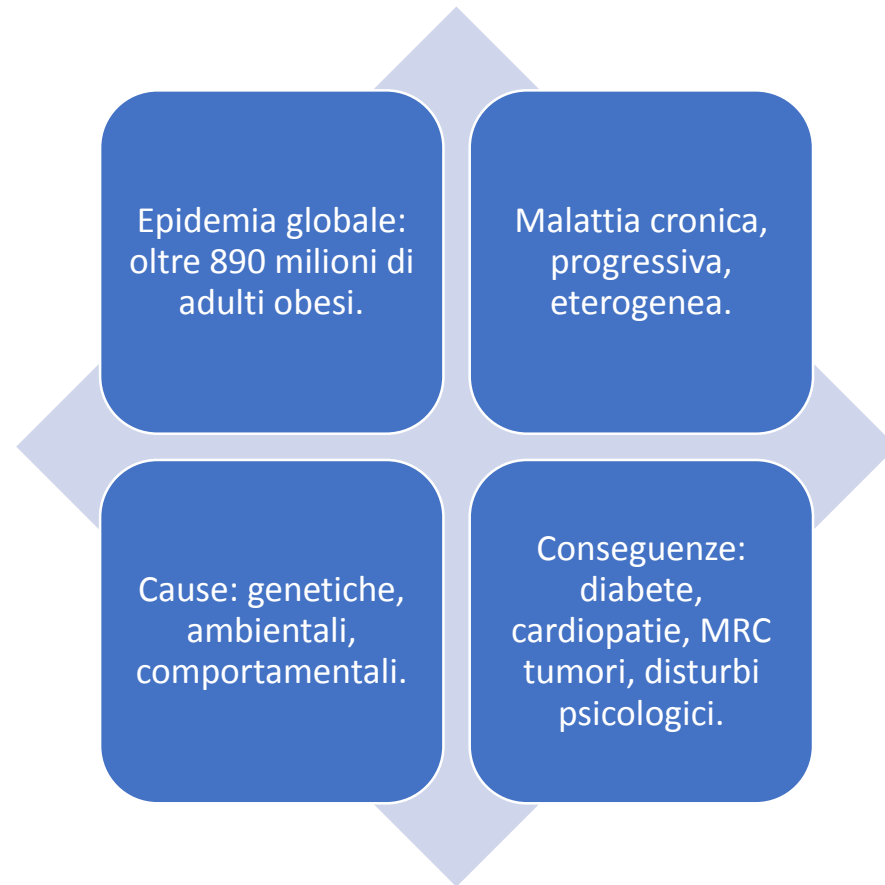 Epidemia globale:
oltre 890 milioni di
adulti obesi.
Malattia cronica,
progressiva,
eterogenea.
Cause: genetiche,
ambientali,
comportamentali.
Conseguenze:
diabete,
cardiopatie, MRC
tumori, disturbi
psicologici.